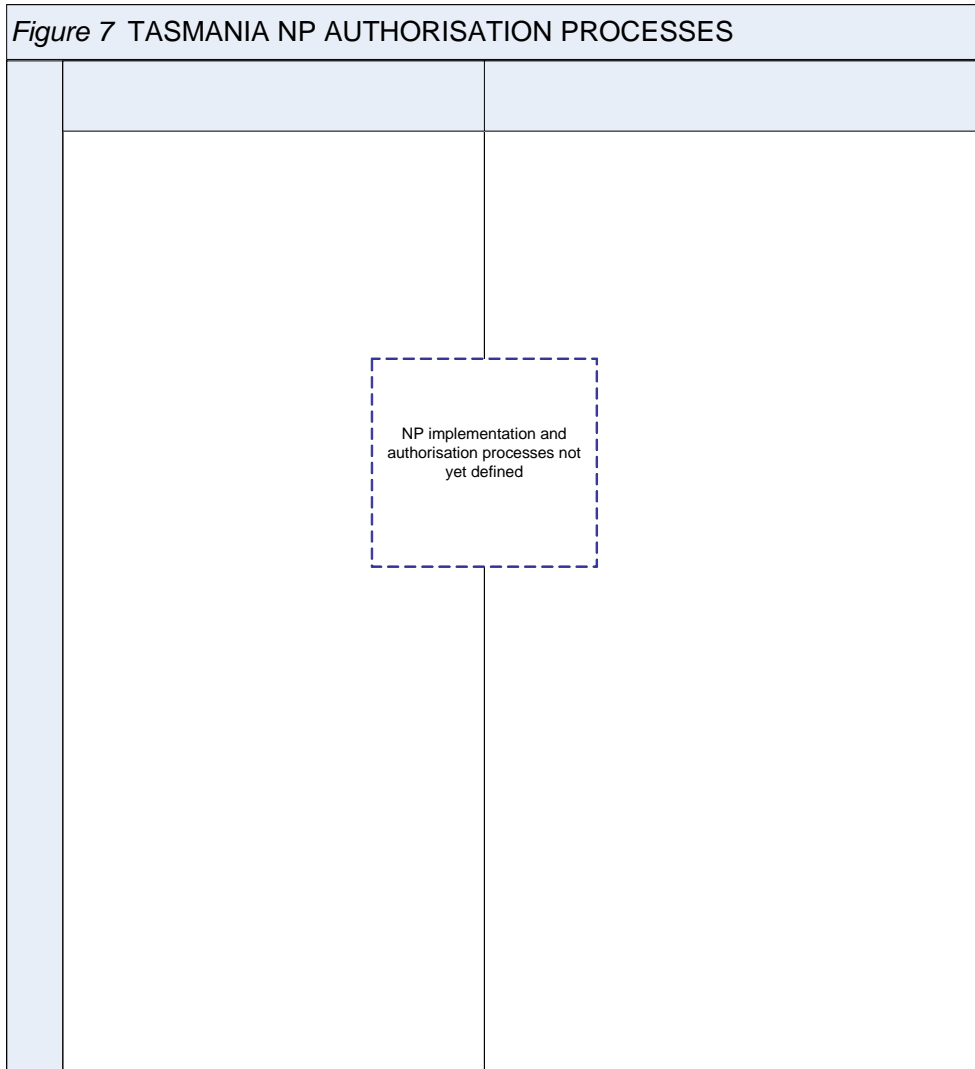 Figure 7 TASMANIA NP AUTHORISATION PROCESSES
NP implementation and
authorisation processes not
yet defined